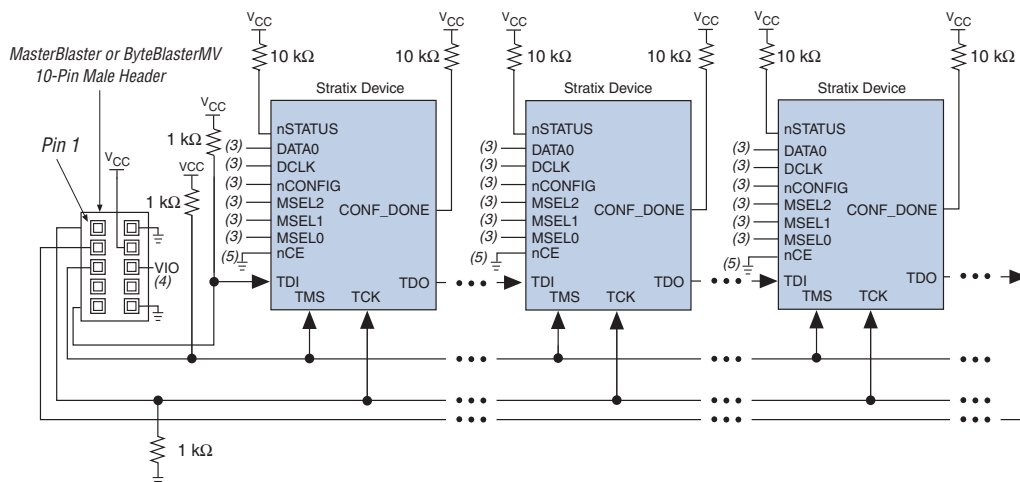 MasterBlaster or ByteBlasterMV
10-Pin Male Header
Pin 1
VCC
VIO
(4)
VCC
1 kΩ
VCC
1 kΩ
1 kΩ
VCC
10 kΩ
VCC
10 kΩ
Stratix Device
nSTATUS
(3) DATA0
(3) DCLK
(3) nCONFIG
(3) MSEL2
(3) MSEL1
CONF_DONE
(3) MSEL0
(5) nCE
TDI
TDO
TMS
TCK
VCC
10 kΩ
VCC
10 kΩ
Stratix Device
nSTATUS
(3) DATA0
(3) DCLK
(3) nCONFIG
(3) MSEL2
(3) MSEL1
CONF_DONE
(3) MSEL0
(5) nCE
TDI
TDO
TMS
TCK
VCC
10 kΩ
VCC
10 kΩ
Stratix Device
nSTATUS
(3) DATA0
(3) DCLK
(3) nCONFIG
(3) MSEL2
(3) MSEL1
CONF_DONE
(3) MSEL0
(5) nCE
TDI
TDO
TMS
TCK